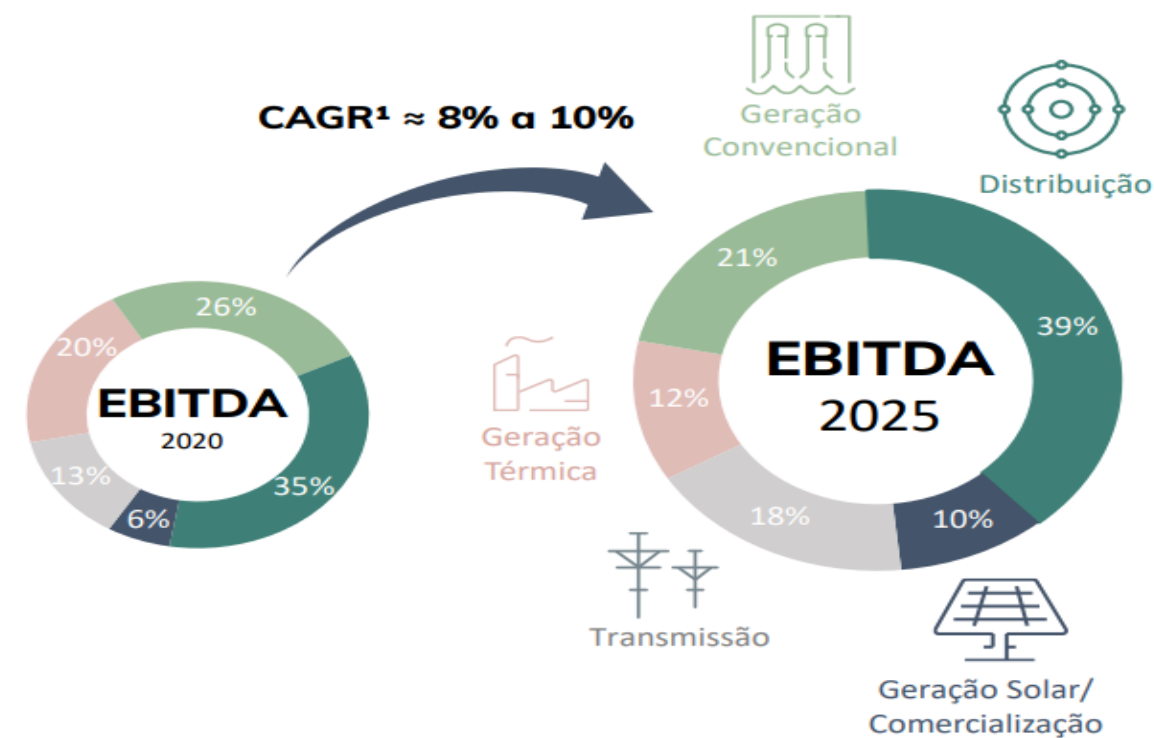 CAGR¹ ≈ 8% a 10%
Geração
Convencional
Distribuição
26%
20%
EBITDA
2020
13%
35%
6%
21%
39%
EBITDA
2025
12%
18%
10%
Geração
Térmica
Transmissão
Geração Solar/
Comercialização